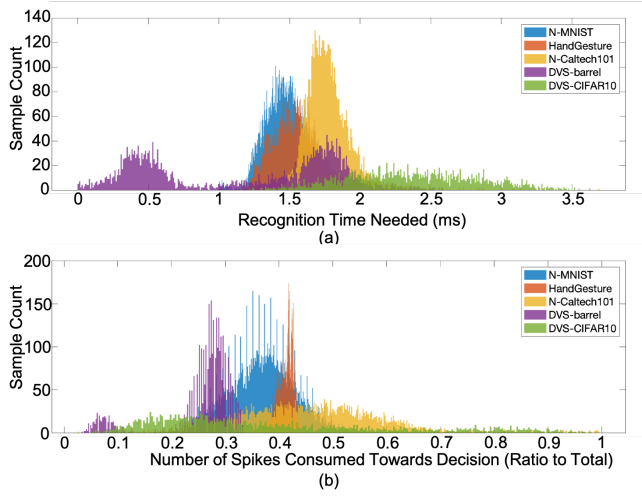 140
120
100
80
60
40
20
0
Sample Count
N-MNIST
HandGesture
N-Caltech101
DVS-barrel
DVS-CIFAR10
0 0.5 1 1.5 2 2.5 3 3.5
Recognition Time Needed (ms)
(a)
200
150
100
50
0
Sample Count
N-MNIST
HandGesture
N-Caltech101
DVS-barrel
DVS-CIFAR10
0 0.1 0.2 0.3 0.4 0.5 0.6 0.7 0.8 0.9 1
Number of Spikes Consumed Towards Decision (Ratio to Total)
(b)